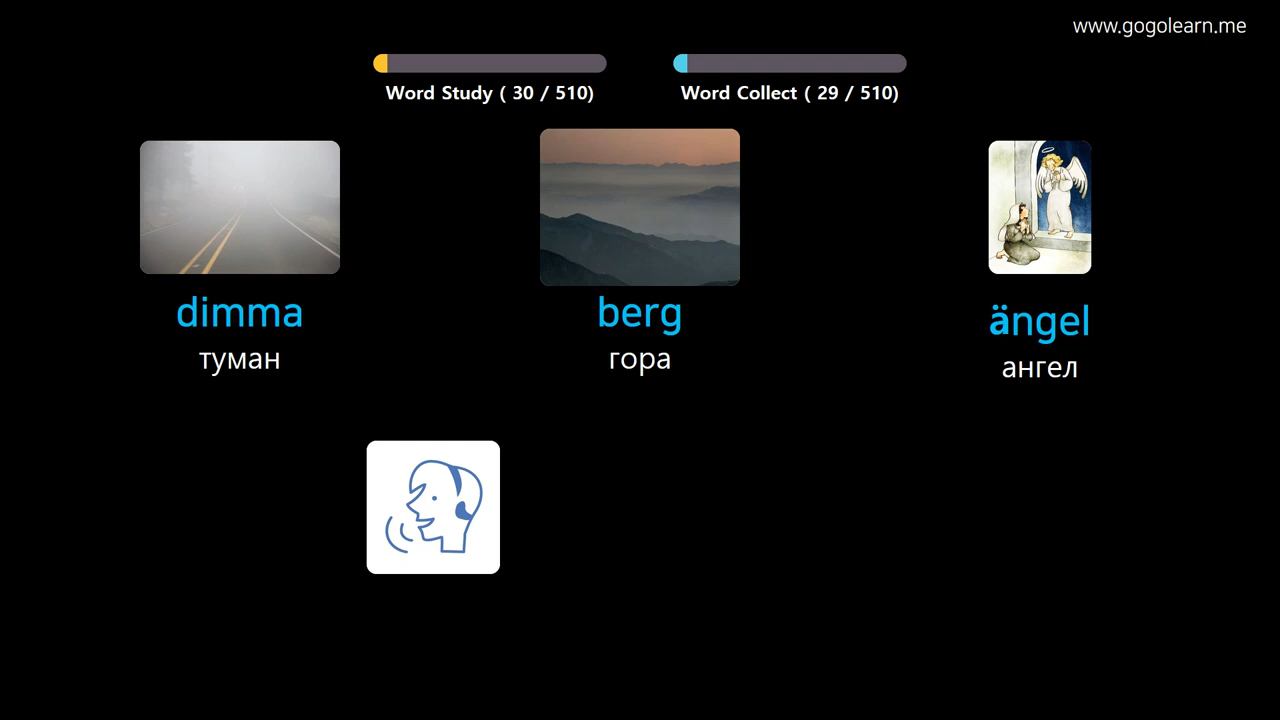 www.gogolearn.me
Word Study ( 30 / 510)
Word Collect ( 29 / 510)
dimma
туман
berg
гора
ängel
ангел